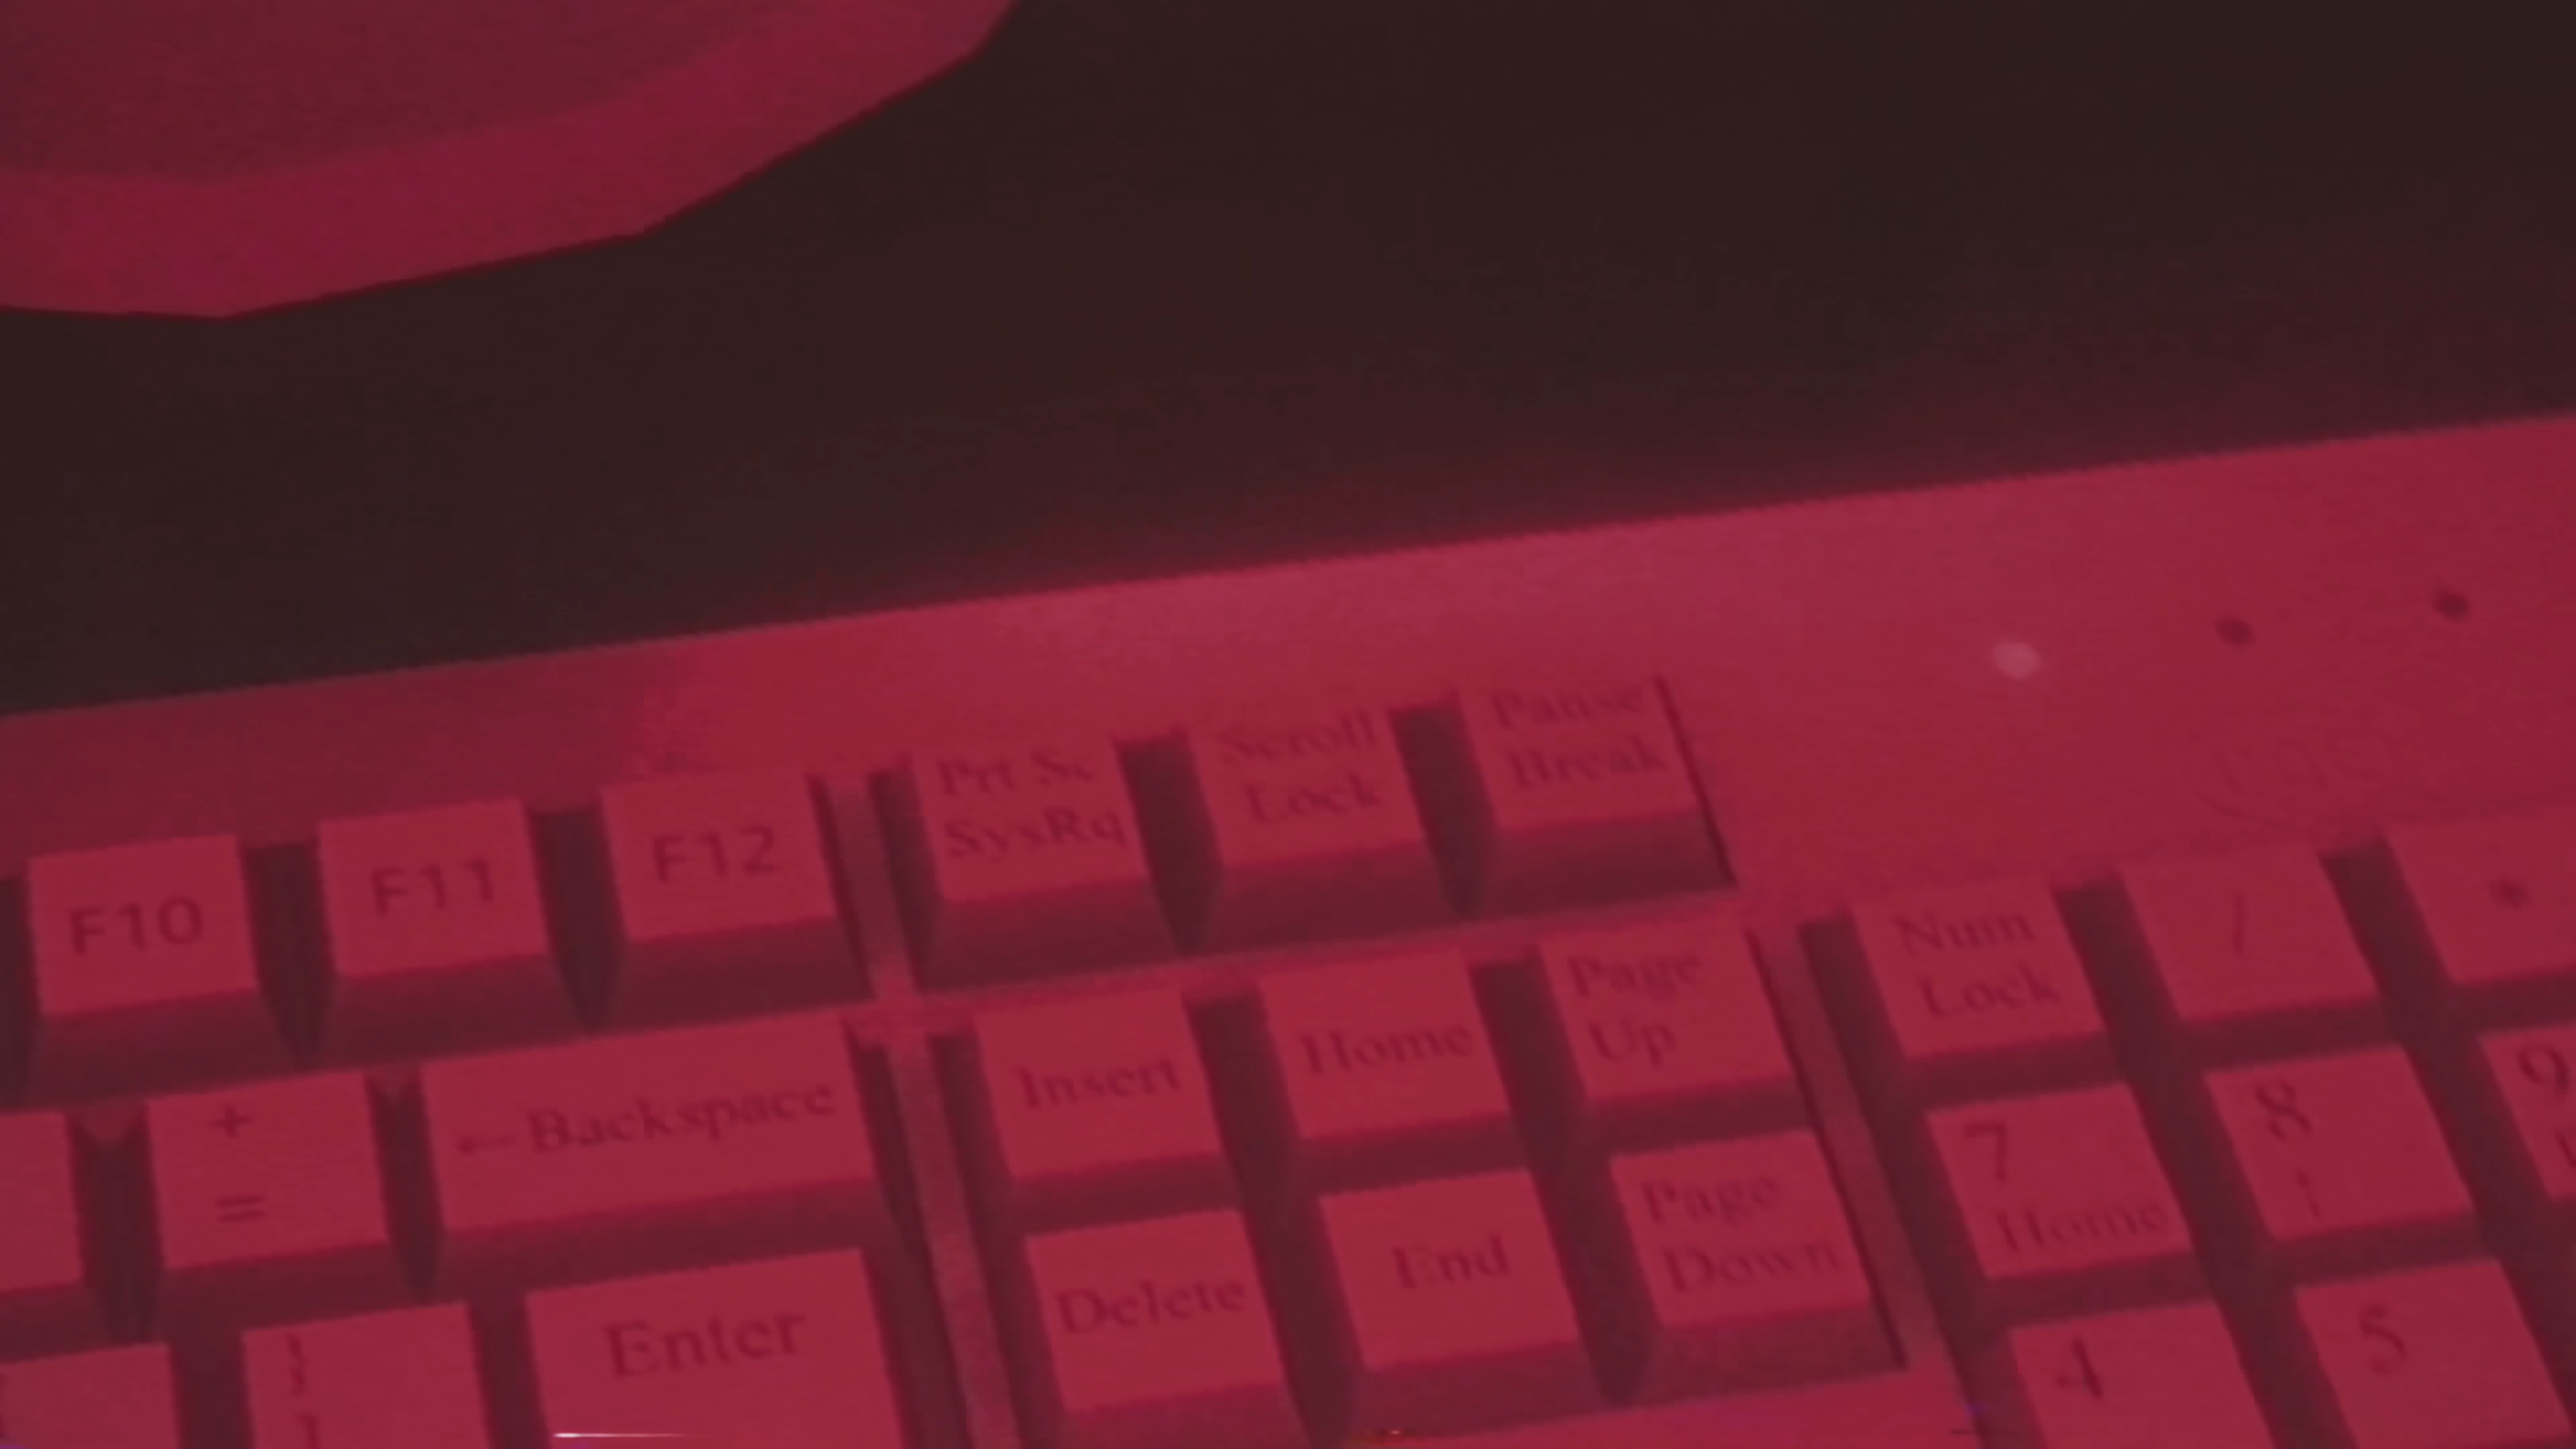 Pause
Scroll
Break
Prt Sc
Lock
SysRq
F12
F11
F10
*
/
Num
Lock
Page
Up
Home
Insert
← Backspace
+
=
9
8
↑
7
Home
Page
Down
End
Delete
Enter
}
]
5
4